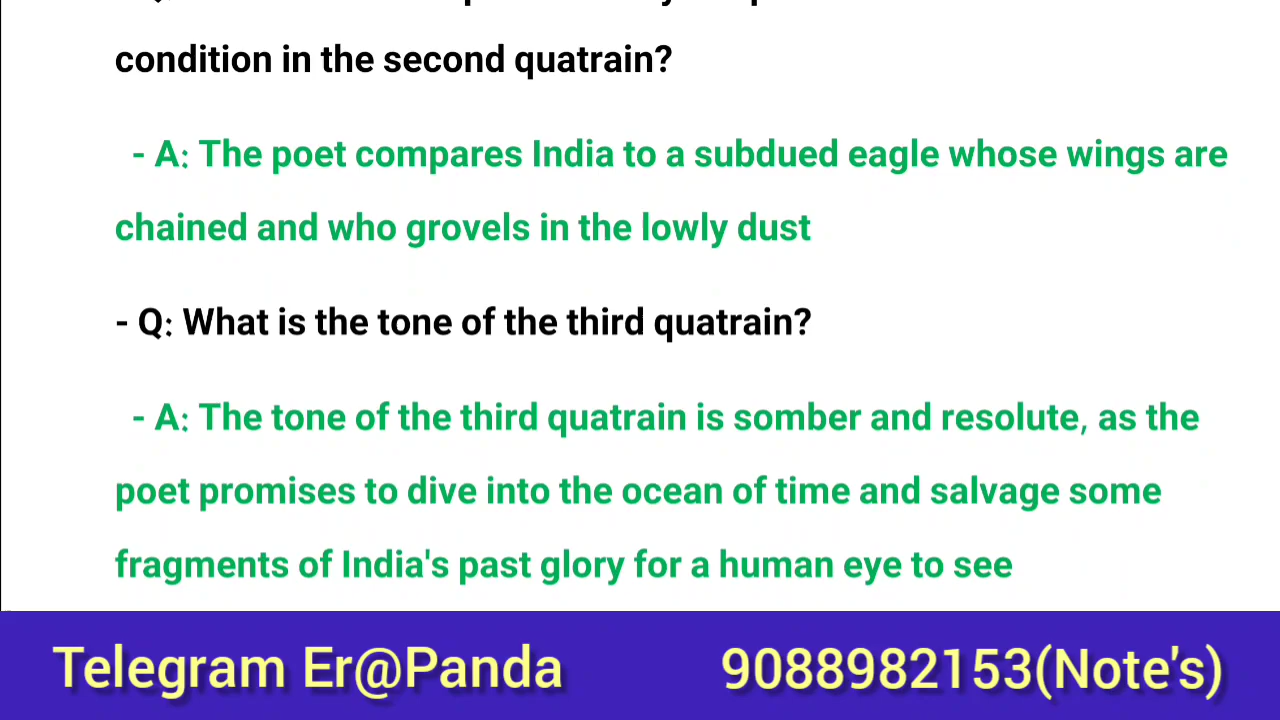 condition in the second quatrain?
- A: The poet compares India to a subdued eagle whose wings are
chained and who grovels in the lowly dust
- Q: What is the tone of the third quatrain?
- A: The tone of the third quatrain is somber and resolute, as the
poet promises to dive into the ocean of time and salvage some
fragments of India's past glory for a human eye to see
Telegram Er@Panda 9088982153(Note's)